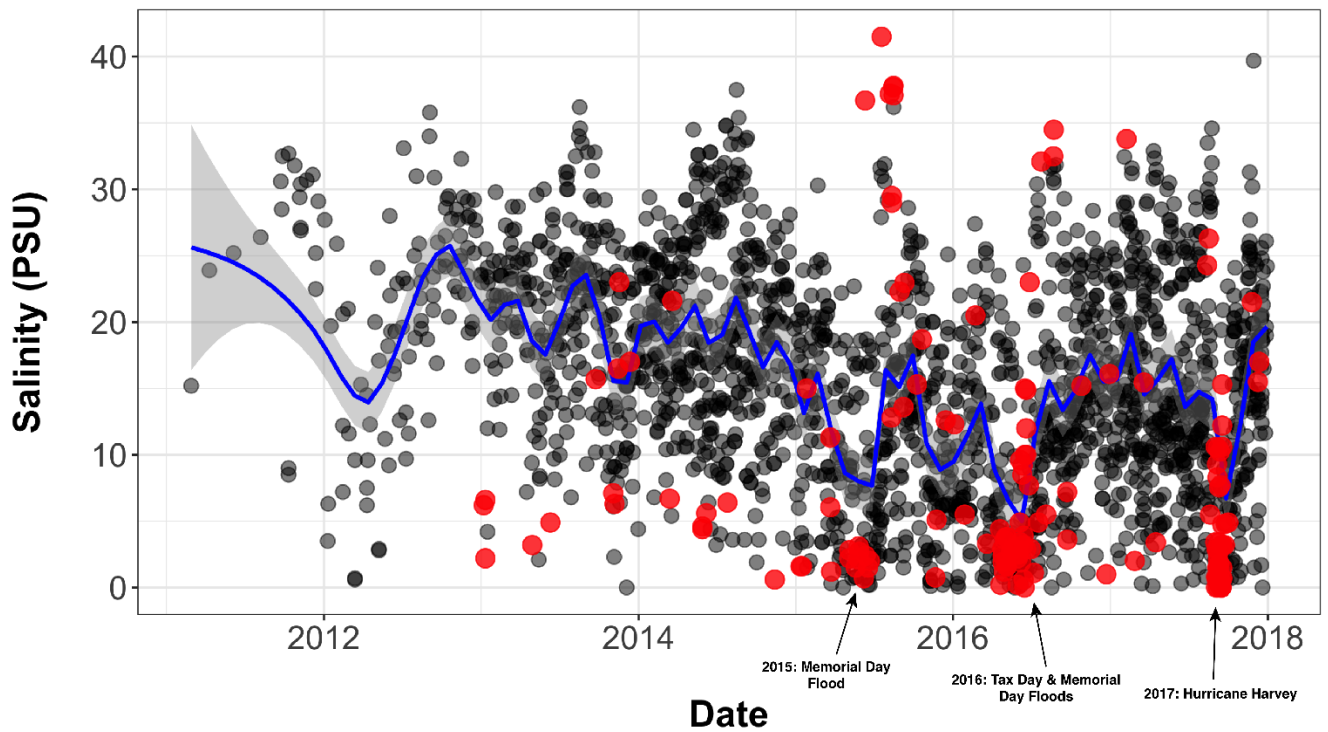 Salinity (PSU)
40
30
20
10
0
2012
2014
2016
2018
2015: Memorial Day
Flood
2016: Tax Day & Memorial
Day Floods
2017: Hurricane Harvey
Date